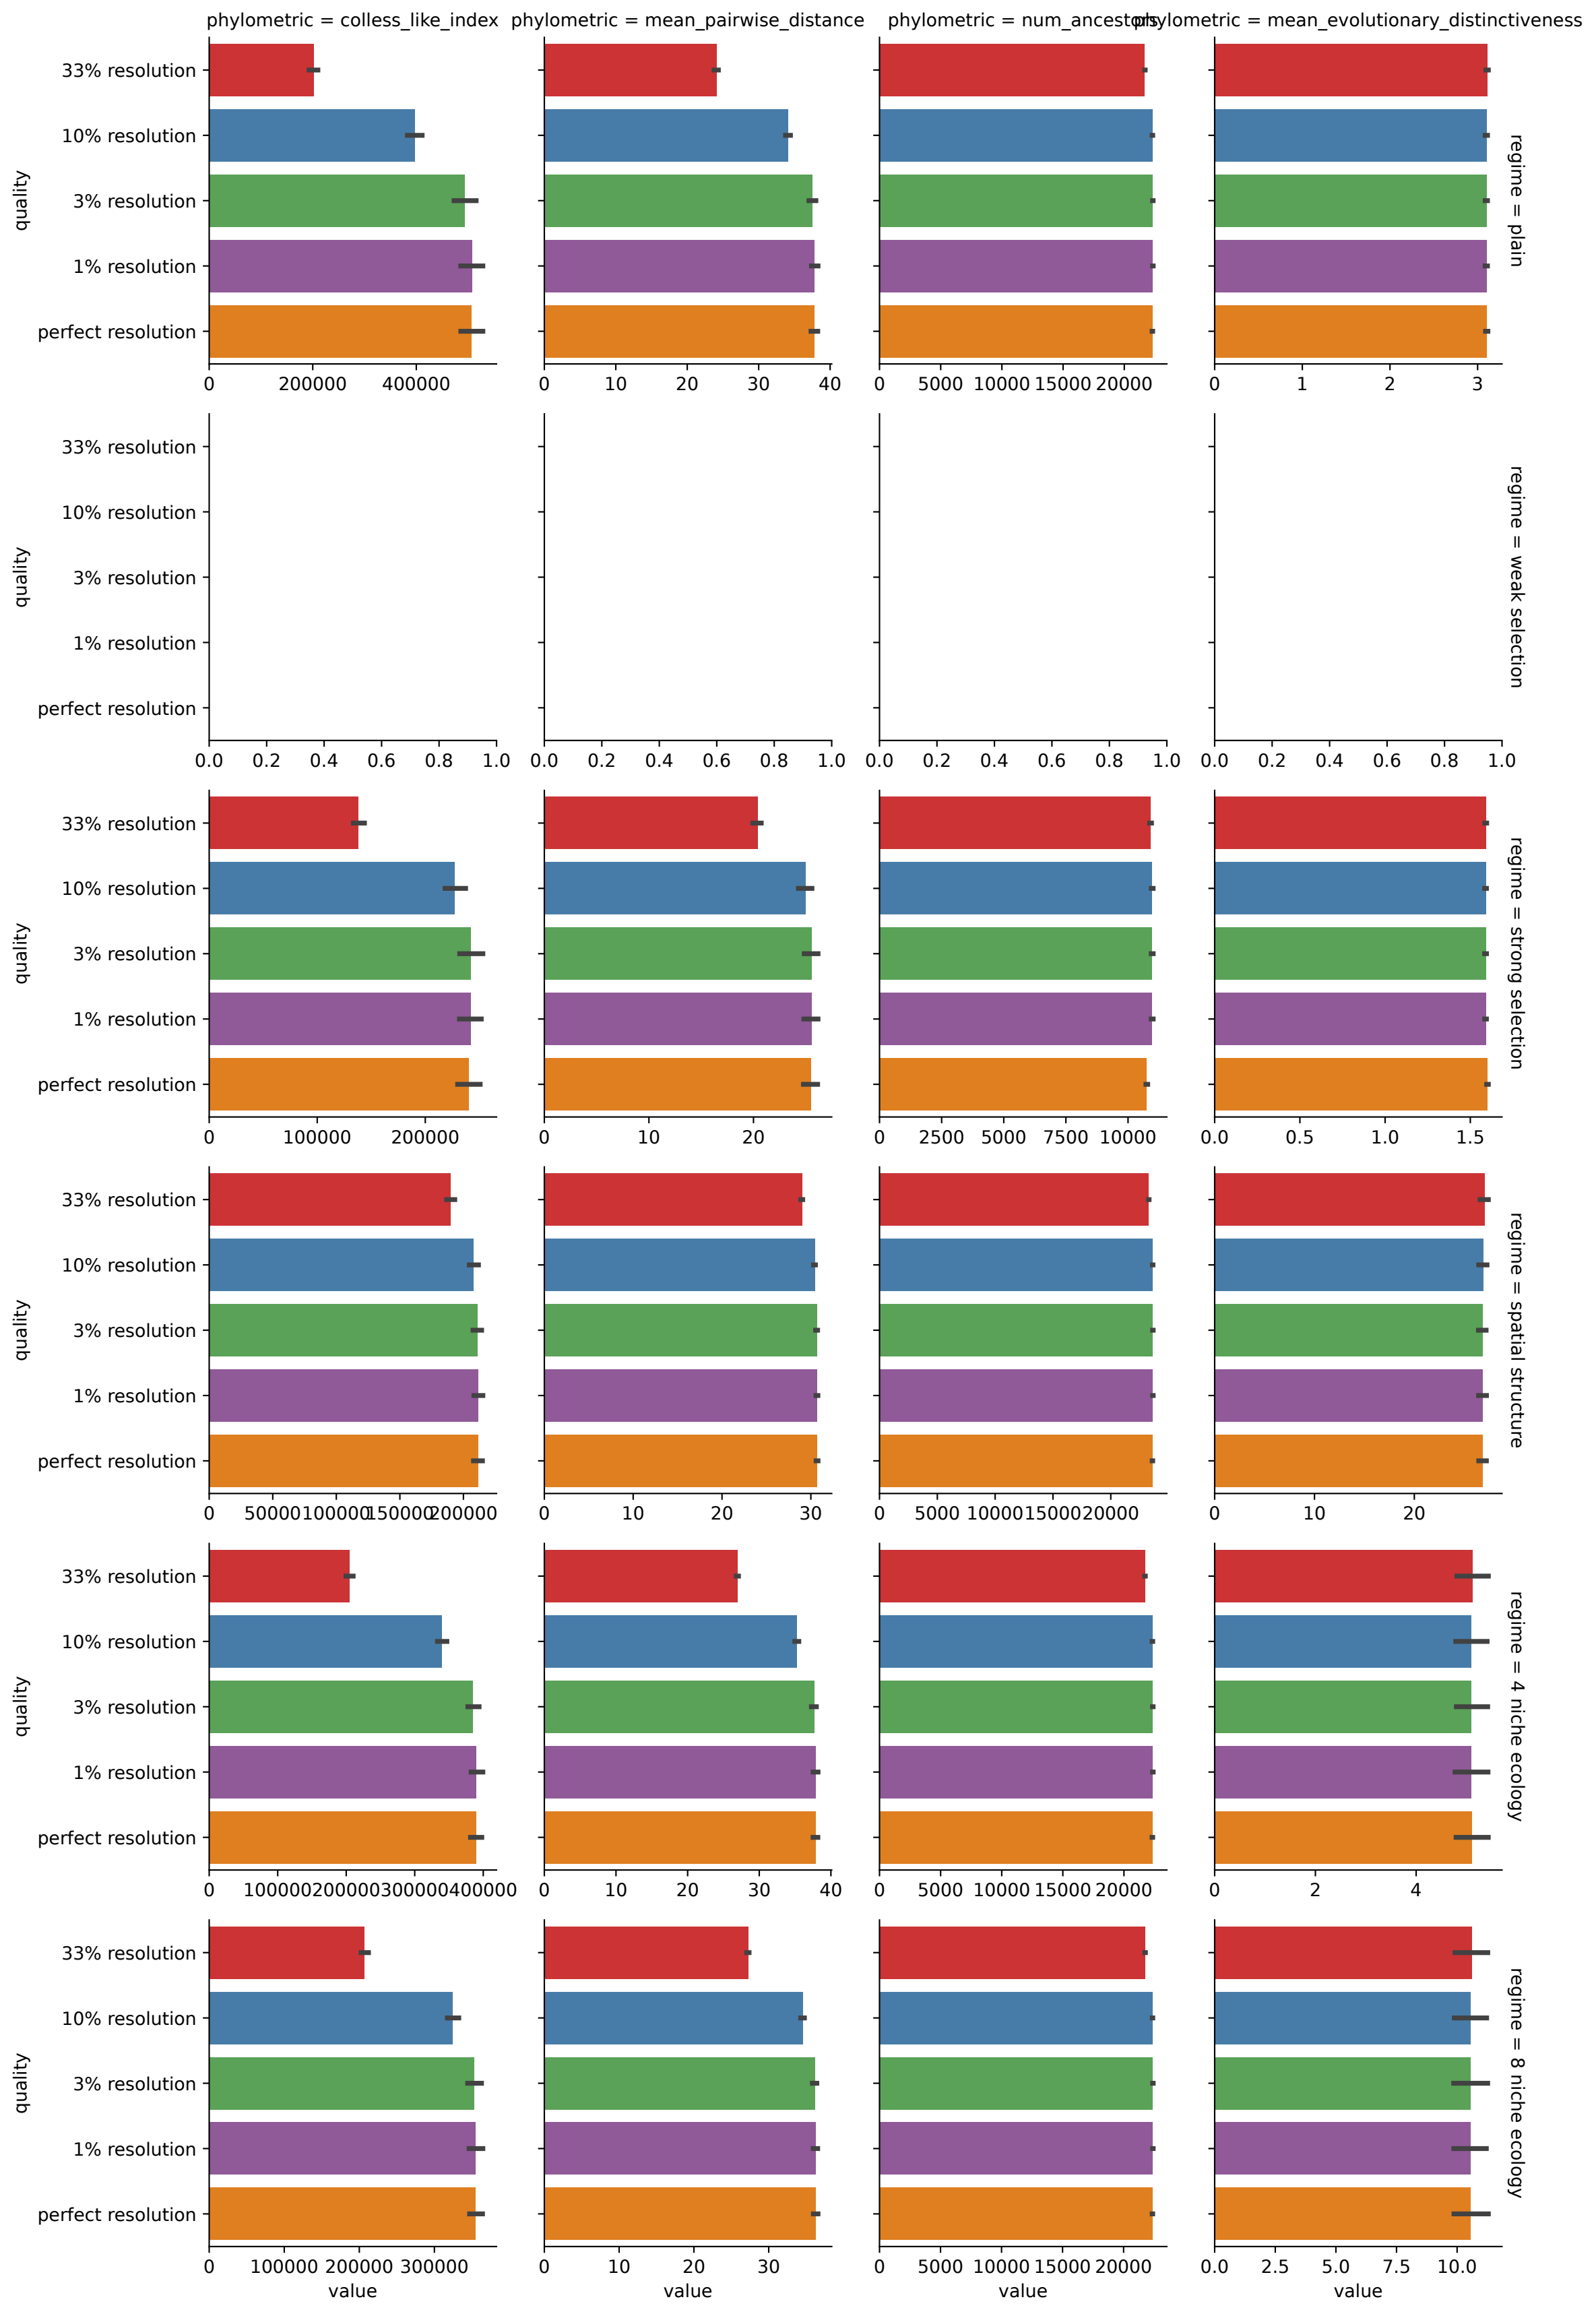 phylometric = colless_like_index
phylometric = mean_pairwise_distance
phylometric = num_ancestors
phylometric = mean_evolutionary_distinctiveness
33% resolution
10% resolution
3% resolution
1% resolution
perfect resolution
quality
regime = plain
0 200000 400000
0 10 20 30 40
0 5000 10000 15000 20000
0 1 2 3
33% resolution
10% resolution
3% resolution
1% resolution
perfect resolution
quality
regime = weak selection
0.0 0.2 0.4 0.6 0.8 1.0
0.0 0.2 0.4 0.6 0.8 1.0
0.0 0.2 0.4 0.6 0.8 1.0
0.0 0.2 0.4 0.6 0.8 1.0
33% resolution
10% resolution
3% resolution
1% resolution
perfect resolution
quality
regime = strong selection
0 100000 200000
0 10 20
0 2500 5000 7500 10000
0.0 0.5 1.0 1.5
33% resolution
10% resolution
3% resolution
1% resolution
perfect resolution
quality
regime = spatial structure
0 50000 100000 150000 200000
0 10 20 30
0 5000 10000 15000 20000
0 10 20
33% resolution
10% resolution
3% resolution
1% resolution
perfect resolution
quality
regime = 4 niche ecology
0 100000 200000 300000 400000
0 10 20 30 40
0 5000 10000 15000 20000
0 2 4
33% resolution
10% resolution
3% resolution
1% resolution
perfect resolution
quality
regime = 8 niche ecology
0 100000 200000 300000
0 10 20 30
0 5000 10000 15000 20000
0.0 2.5 5.0 7.5 10.0
value
value
value
value